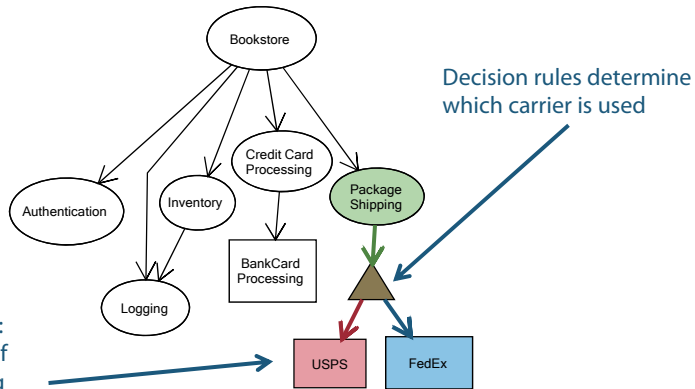 Bookstore
Decision rules determine
which carrier is used
Credit Card
Processing
Package
Shipping
Authentication
Inventory
BankCard
Processing
Logging
:
f
USPS
FedEx